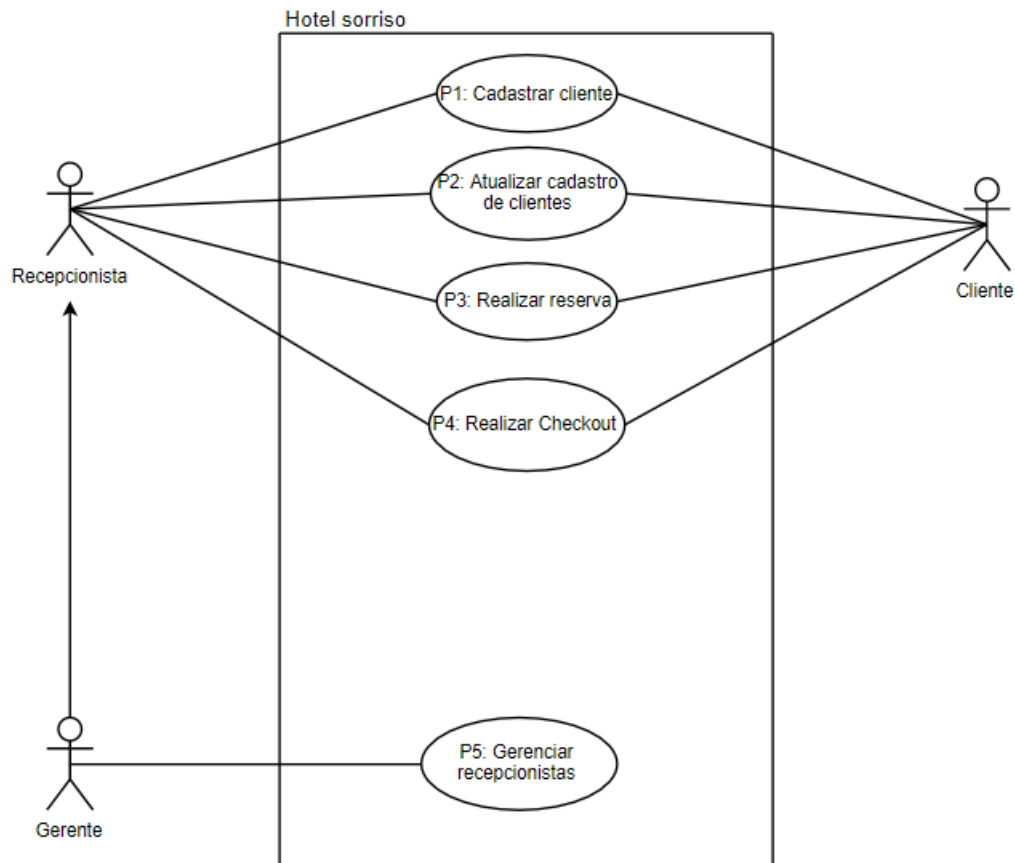 Hotel sorriso
P1: Cadastrar cliente
P2: Atualizar cadastro
de clientes
Recepcionista
Cliente
P3: Realizar reserva
P4: Realizar Checkout
P5: Gerenciar
recepcionistas
Gerente